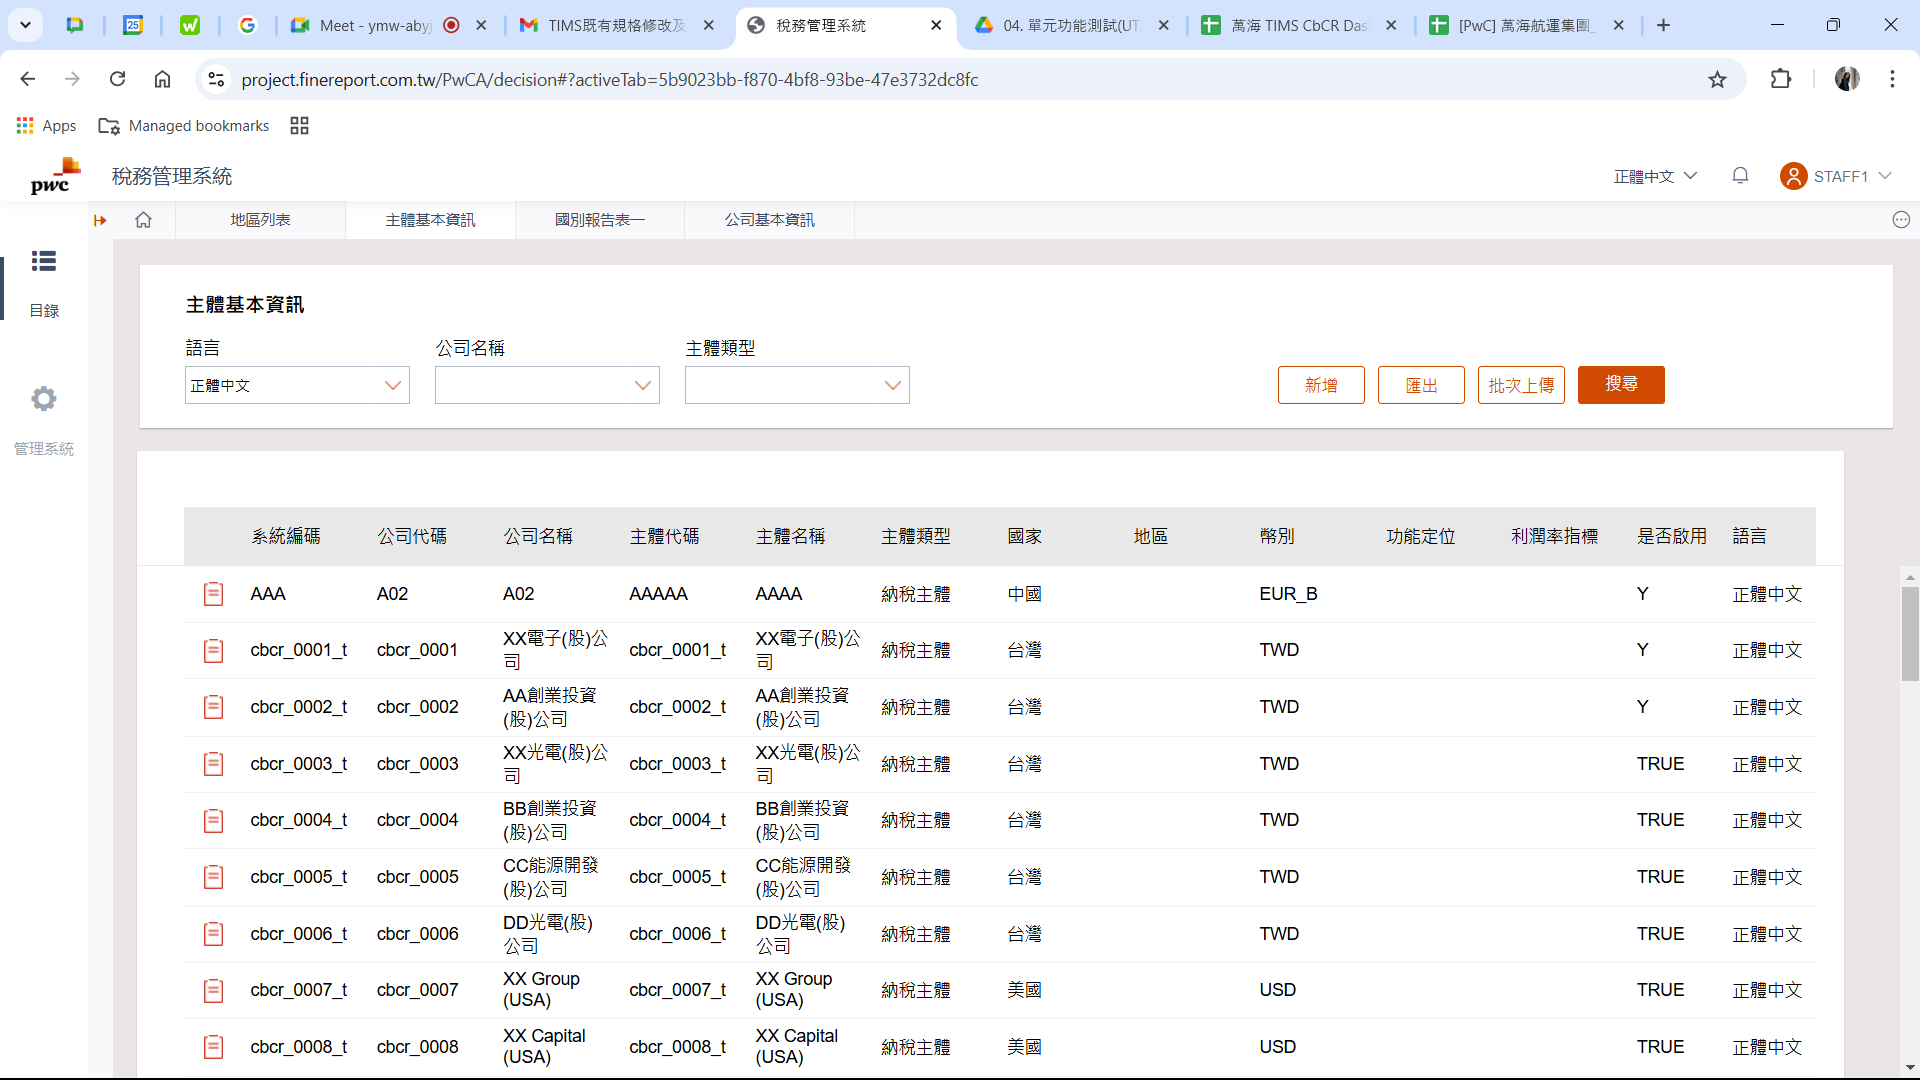 25
Meet - ymw-abyj
TIMS既有規格修改及
稅務管理系統
04. 單元功能測試(UT
萬海 TIMS CbCR Das
[PwC] 萬海航運集團_
project.finereport.com.tw/PwCA/decision#?activeTab=5b9023bb-f870-4bf8-93be-47e3732dc8fc
Apps
Managed bookmarks
pwc
稅務管理系統
正體中文
STAFF1
地區列表
主體基本資訊
國別報告表一
公司基本資訊
目錄
管理系統
主體基本資訊
語言
公司名稱
主體類型
正體中文
新增
匯出
批次上傳
搜尋
系統編碼 公司代碼 公司名稱 主體代碼 主體名稱 主體類型 國家 地區 幣別 功能定位 利潤率指標 是否啟用 語言
AAA A02 A02 AAAAA AAAA 納稅主體 中國 EUR_B Y 正體中文
cbcr_0001_t cbcr_0001 XX電子(股)公司 cbcr_0001_t XX電子(股)公司 納稅主體 台灣 TWD Y 正體中文
cbcr_0002_t cbcr_0002 AA創業投資(股)公司 cbcr_0002_t AA創業投資(股)公司 納稅主體 台灣 TWD Y 正體中文
cbcr_0003_t cbcr_0003 XX光電(股)公司 cbcr_0003_t XX光電(股)公司 納稅主體 台灣 TWD TRUE 正體中文
cbcr_0004_t cbcr_0004 BB創業投資(股)公司 cbcr_0004_t BB創業投資(股)公司 納稅主體 台灣 TWD TRUE 正體中文
cbcr_0005_t cbcr_0005 CC能源開發(股)公司 cbcr_0005_t CC能源開發(股)公司 納稅主體 台灣 TWD TRUE 正體中文
cbcr_0006_t cbcr_0006 DD光電(股)公司 cbcr_0006_t DD光電(股)公司 納稅主體 台灣 TWD TRUE 正體中文
cbcr_0007_t cbcr_0007 XX Group (USA) cbcr_0007_t XX Group (USA) 納稅主體 美國 USD TRUE 正體中文
cbcr_0008_t cbcr_0008 XX Capital (USA) cbcr_0008_t XX Capital (USA) 納稅主體 美國 USD TRUE 正體中文